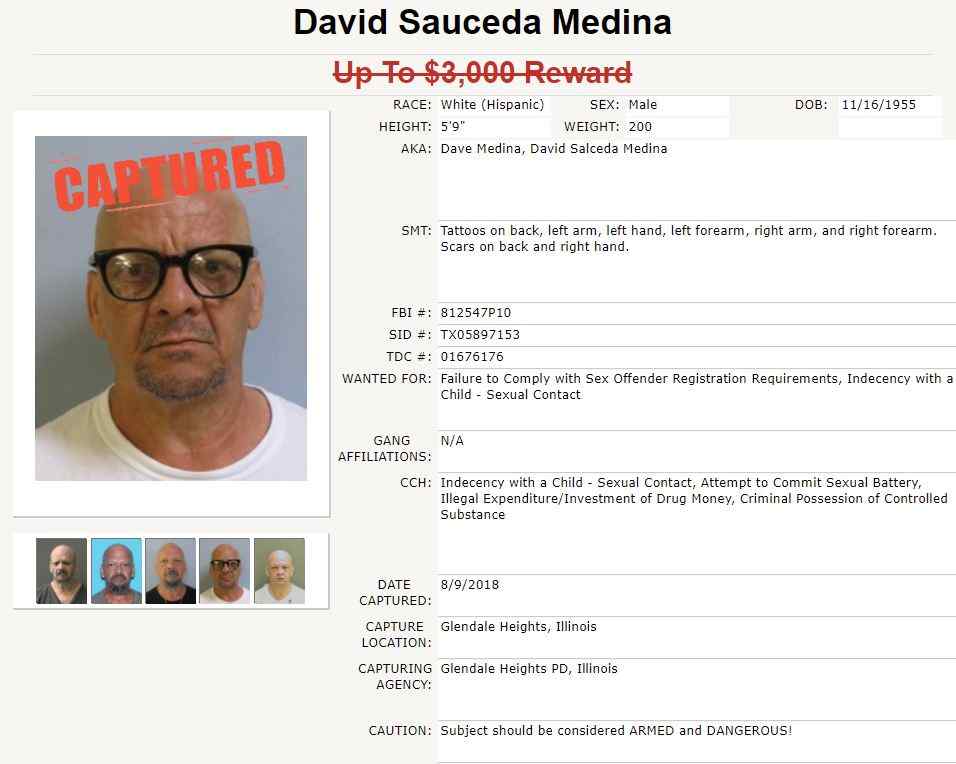 David Sauceda Medina
Up To $3,000 Reward
RACE: White (Hispanic) SEX: Male DOB: 11/16/1955
HEIGHT: 5'9" WEIGHT: 200
AKA: Dave Medina, David Salceda Medina
CAPTURED
SMT: Tattoos on back, left arm, left hand, left forearm, right arm, and right forearm.
Scars on back and right hand.
FBI #: 812547P10
SID #: TX05897153
TDC #: 01676176
WANTED FOR: Failure to Comply with Sex Offender Registration Requirements, Indecency with a
Child - Sexual Contact
GANG
AFFILIATIONS:
N/A
CCH: Indecency with a Child - Sexual Contact, Attempt to Commit Sexual Battery,
Illegal Expenditure/Investment of Drug Money, Criminal Possession of Controlled
Substance
DATE
CAPTURED:
8/9/2018
CAPTURE
LOCATION:
Glendale Heights, Illinois
CAPTURING
AGENCY:
Glendale Heights PD, Illinois
CAUTION: Subject should be considered ARMED and DANGEROUS!